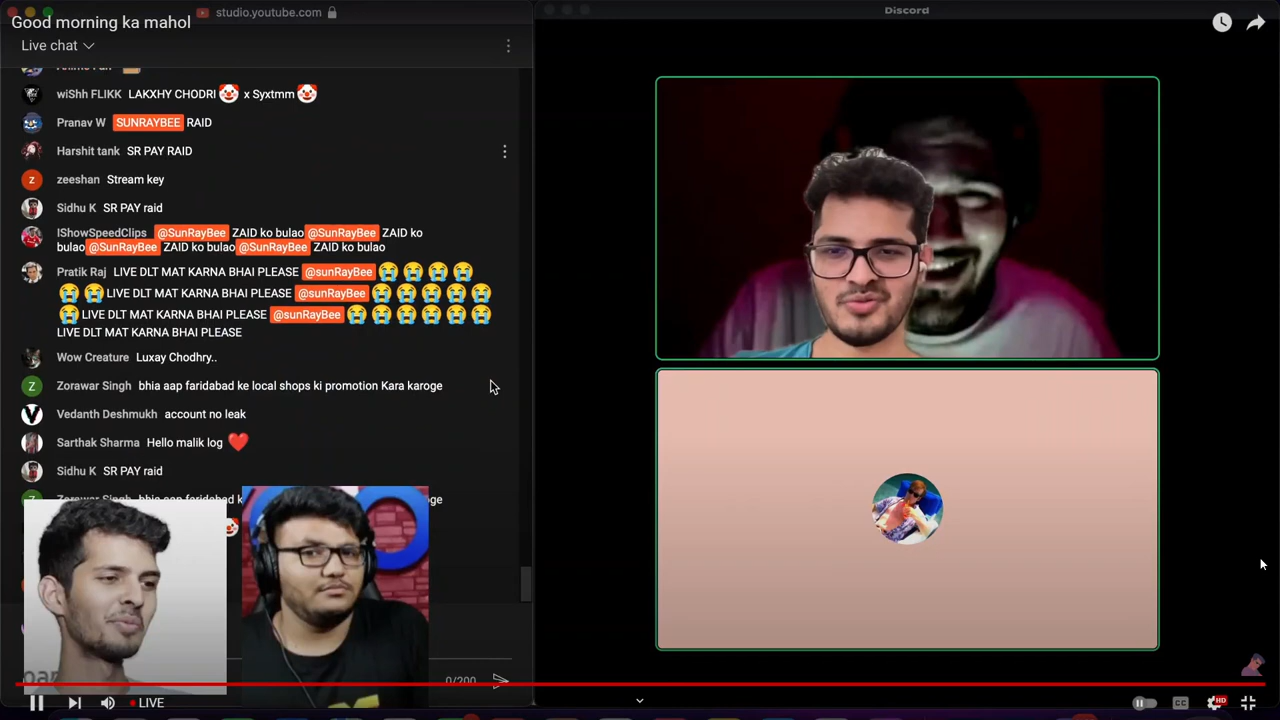 Good morning ka mahol
studio.youtube.com
Discord
Live chat
wiShh FLIKK LAKXHY CHODRI 🤡 x Syxtmm 🤡
Pranav W SUNRAYBEE RAID
Harshit tank SR PAY RAID
Z zeeshan Stream key
Sidhu K SR PAY raid
IShowSpeedClips @SunRayBee ZAID ko bulao@SunRayBee ZAID ko
bulao@SunRayBee ZAID ko bulao@SunRayBee ZAID ko bulao
Pratik Raj LIVE DLT MAT KARNA BHAI PLEASE @sunRayBee 😭 😭 😭 😭
😭 😭 LIVE DLT MAT KARNA BHAI PLEASE @sunRayBee 😭 😭 😭 😭 😭
😭 LIVE DLT MAT KARNA BHAI PLEASE @sunRayBee 😭 😭 😭 😭 😭 😭
LIVE DLT MAT KARNA BHAI PLEASE
Wow Creature Luxay Chodhry..
Z Zorawar Singh bhia aap faridabad ke local shops ki promotion Kara karoge
Vedanth Deshmukh account no leak
Sarthak Sharma Hello malik log ❤️
Sidhu K SR PAY raid
0/200
LIVE
CC
HD